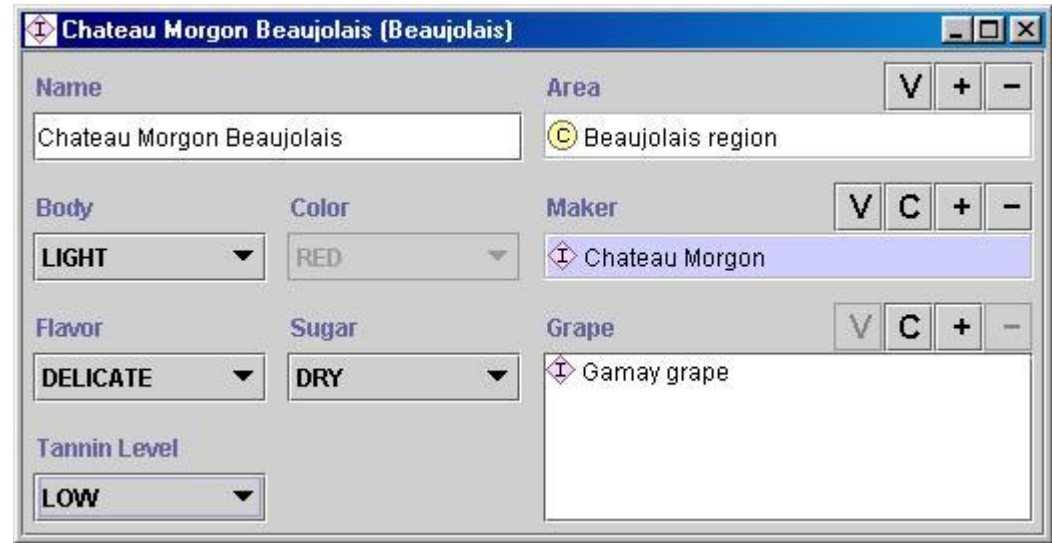 Chateau Morgon Beaujolais (Beaujolais)
Name
Chateau Morgon Beaujolais
Area
V + −
C Beaujolais region
Body
LIGHT
Color
RED
Maker
V C + −
I Chateau Morgon
Flavor
DELICATE
Sugar
DRY
Grape
V C + −
I Gamay grape
Tannin Level
LOW